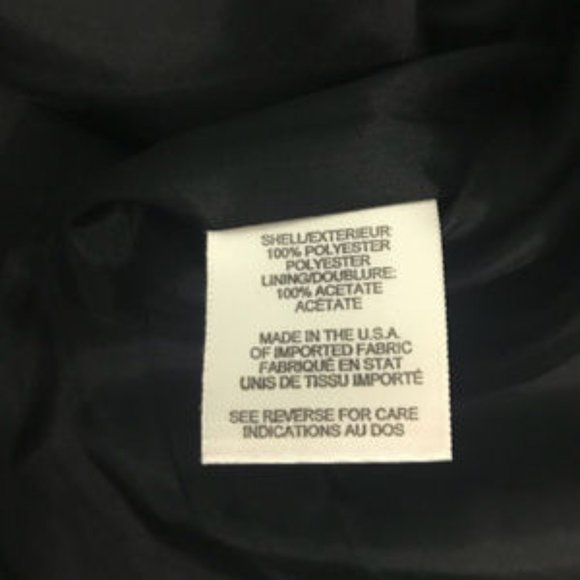 SHELL/EXTERIEUR
100% POLYESTER
POLYESTER
LINING/DOUBLURE:
100% ACETATE
ACÉTATE
MADE IN THE U.S.A.
OF IMPORTED FABRIC
FABRIQUÉ EN STAT
UNIS DE TISSU IMPORTÉ
SEE REVERSE FOR CARE
INDICATIONS AU DOS